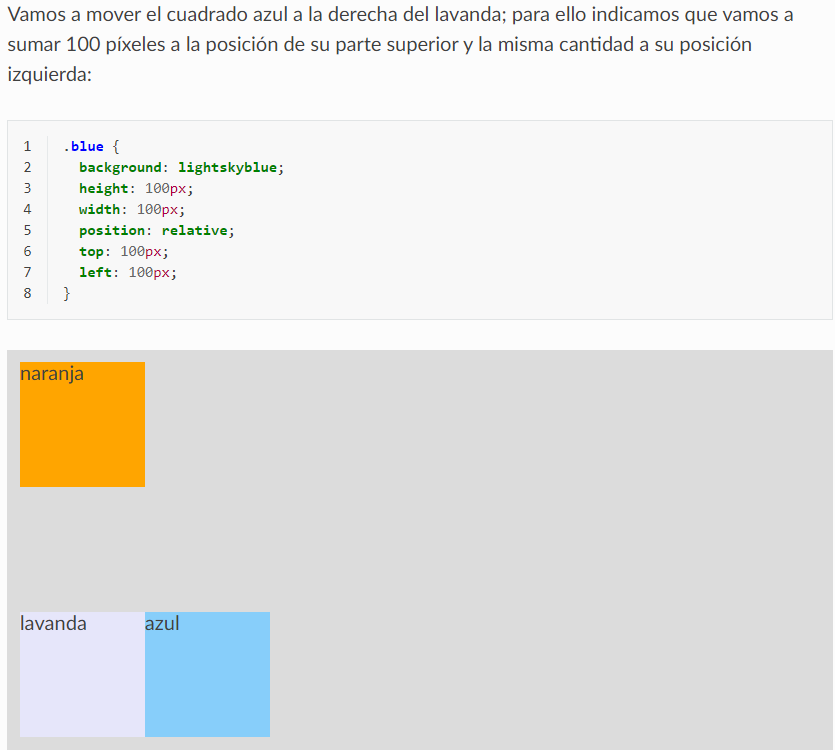 Vamos a mover el cuadrado azul a la derecha del lavanda; para ello indicamos que vamos a
sumar 100 píxeles a la posición de su parte superior y la misma cantidad a su posición
izquierda:
1 .blue {
2 background: lightskyblue;
3 height: 100px;
4 width: 100px;
5 position: relative;
6 top: 100px;
7 left: 100px;
8 }
naranja
lavanda azul